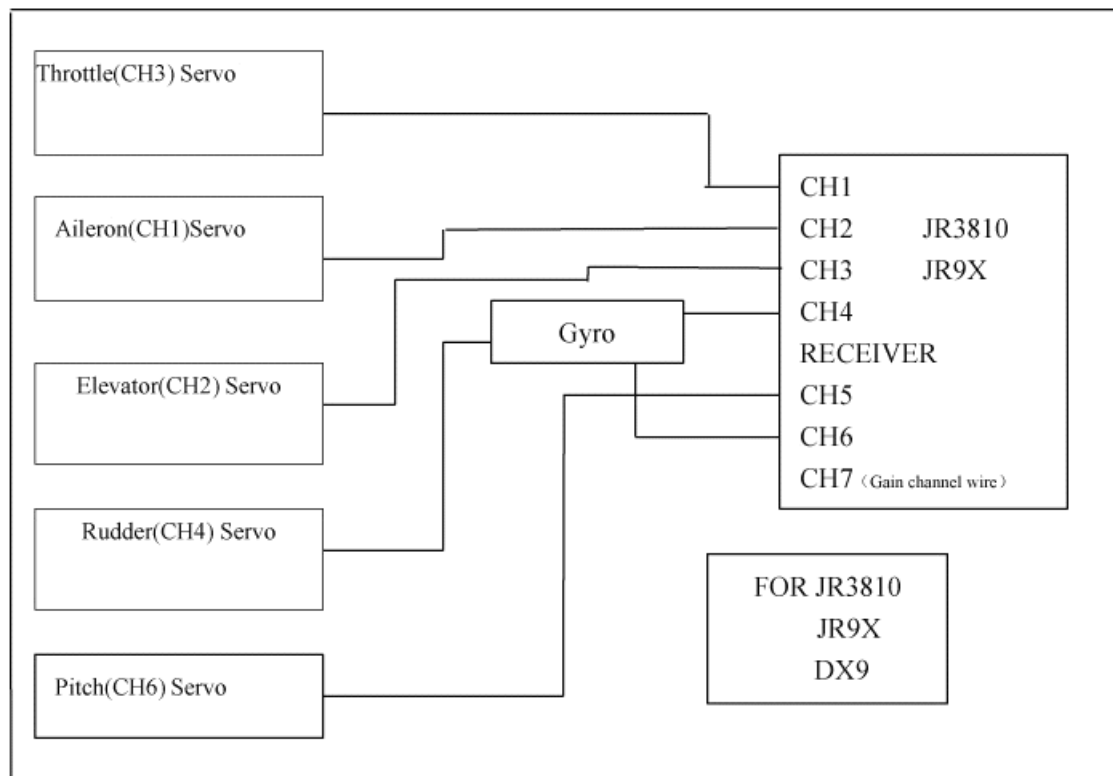 Throttle(CH3) Servo
Aileron(CH1)Servo
Elevator(CH2) Servo
Rudder(CH4) Servo
Pitch(CH6) Servo
Gyro
CH1
CH2 JR3810
CH3 JR9X
CH4
RECEIVER
CH5
CH6
CH7（Gain channel wire）
FOR JR3810
JR9X
DX9